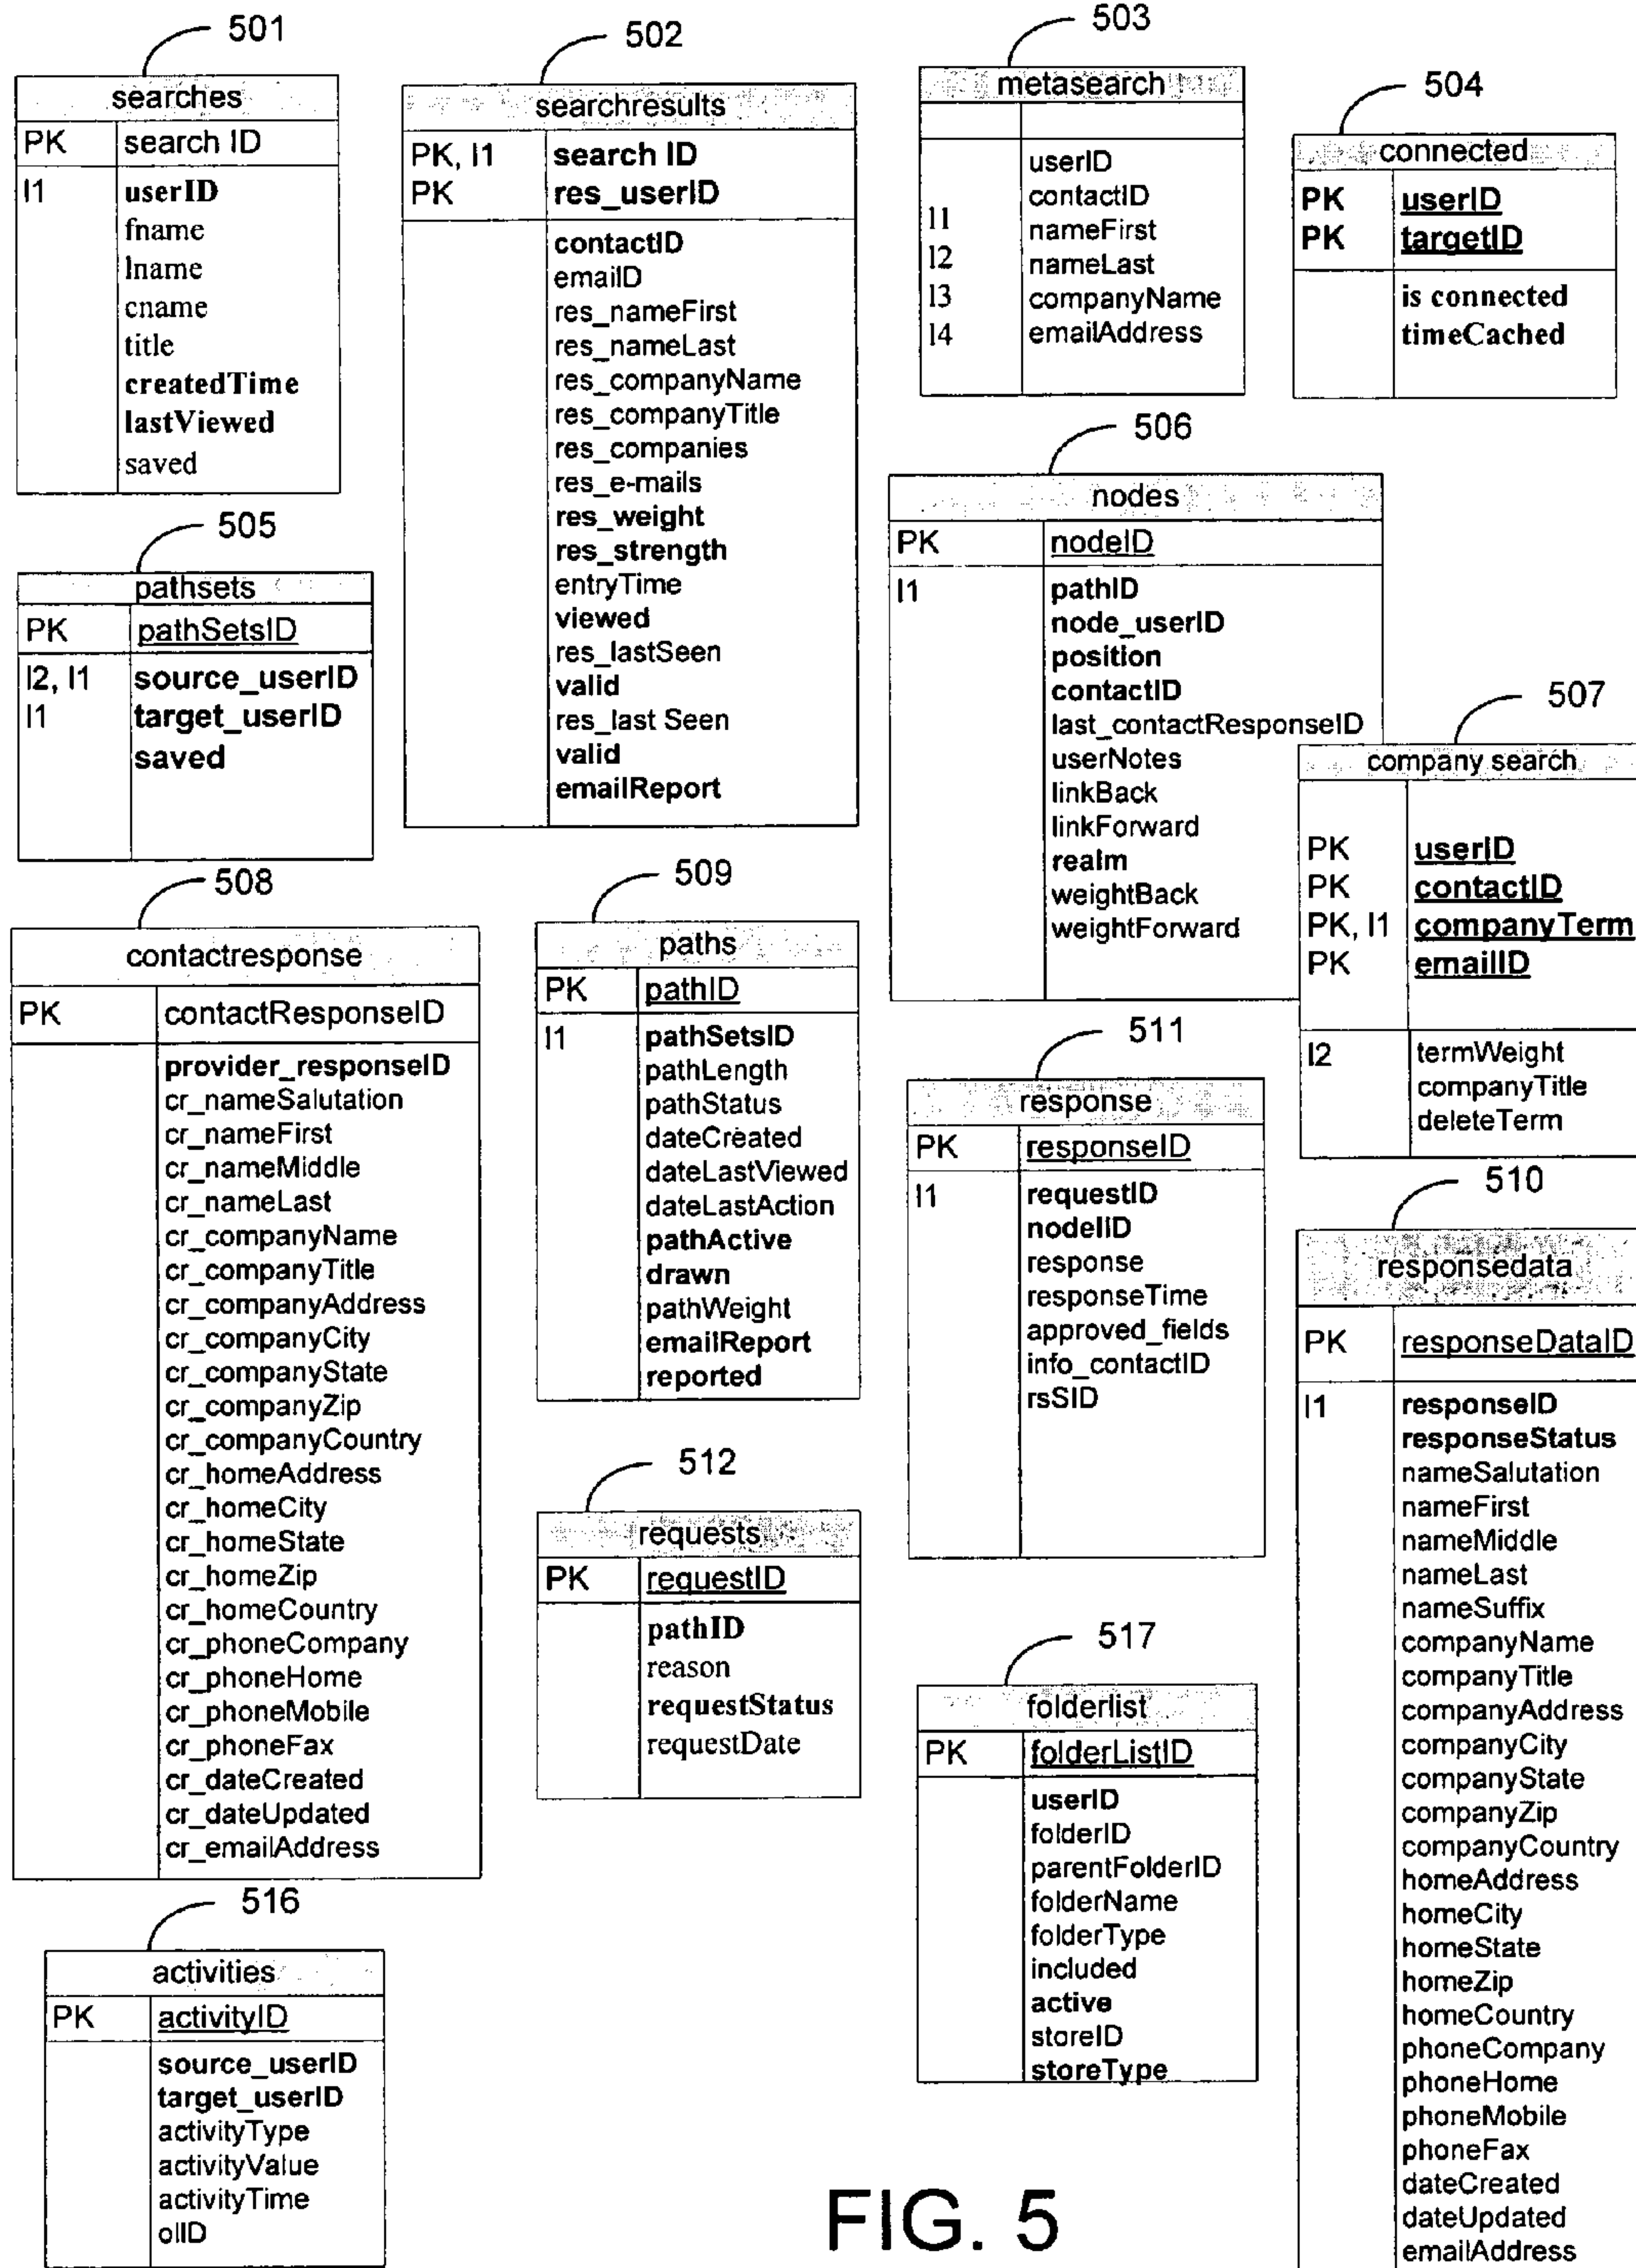 501
searches
PK search ID
I1 userID
fname
lname
cname
title
createdTime
lastViewed
saved
502
searchresults
PK, I1 search ID
PK res_userID
contactID
emailID
res_nameFirst
res_nameLast
res_companyName
res_companyTitle
res_companies
res_e-mails
res_weight
res_strength
entryTime
viewed
res_lastSeen
valid
res_last Seen
valid
emailReport
503
metasearch
userID
contactID
I1 nameFirst
I2 nameLast
I3 companyName
I4 emailAddress
504
connected
PK userID
PK targetID
is connected
timeCached
505
pathsets
PK pathSetsID
I2, I1 source_userID
I1 target_userID
saved
506
nodes
PK nodeID
I1 pathID
node_userID
position
contactID
last_contactResponseID
userNotes
linkBack
linkForward
realm
weightBack
weightForward
507
company search
PK userID
PK contactID
PK, I1 companyTerm
PK emailID
I2 termWeight
companyTitle
deleteTerm
508
contactresponse
PK contactResponseID
provider_responseID
cr_nameSalutation
cr_nameFirst
cr_nameMiddle
cr_nameLast
cr_companyName
cr_companyTitle
cr_companyAddress
cr_companyCity
cr_companyState
cr_companyZip
cr_companyCountry
cr_homeAddress
cr_homeCity
cr_homeState
cr_homeZip
cr_homeCountry
cr_phoneCompany
cr_phoneHome
cr_phoneMobile
cr_phoneFax
cr_dateCreated
cr_dateUpdated
cr_emailAddress
509
paths
PK pathID
I1 pathSetsID
pathLength
pathStatus
dateCreated
dateLastViewed
dateLastAction
pathActive
drawn
pathWeight
emailReport
reported
511
response
PK responseID
I1 requestID
nodeIID
response
responseTime
approved_fields
info_contactID
rsSID
510
responsedata
PK responseDataID
I1 responseID
responseStatus
nameSalutation
nameFirst
nameMiddle
nameLast
nameSuffix
companyName
companyTitle
companyAddress
companyCity
companyState
companyZip
companyCountry
homeAddress
homeCity
homeState
homeZip
homeCountry
phoneCompany
phoneHome
phoneMobile
phoneFax
dateCreated
dateUpdated
emailAddress
512
requests
PK requestID
pathID
reason
requestStatus
requestDate
517
folderlist
PK folderListID
userID
folderID
parentFolderID
folderName
folderType
included
active
storeID
storeType
516
activities
PK activityID
source_userID
target_userID
activityType
activityValue
activityTime
olID
FIG. 5